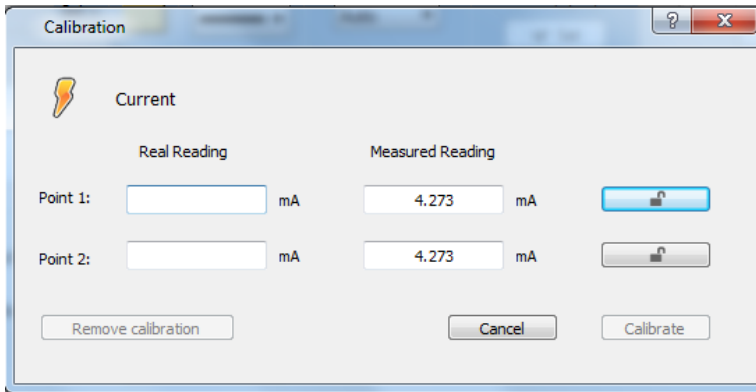 Calibration
?
Current
Real Reading Measured Reading
Point 1: mA 4.273 mA
Point 2: mA 4.273 mA
Remove calibration Cancel Calibrate